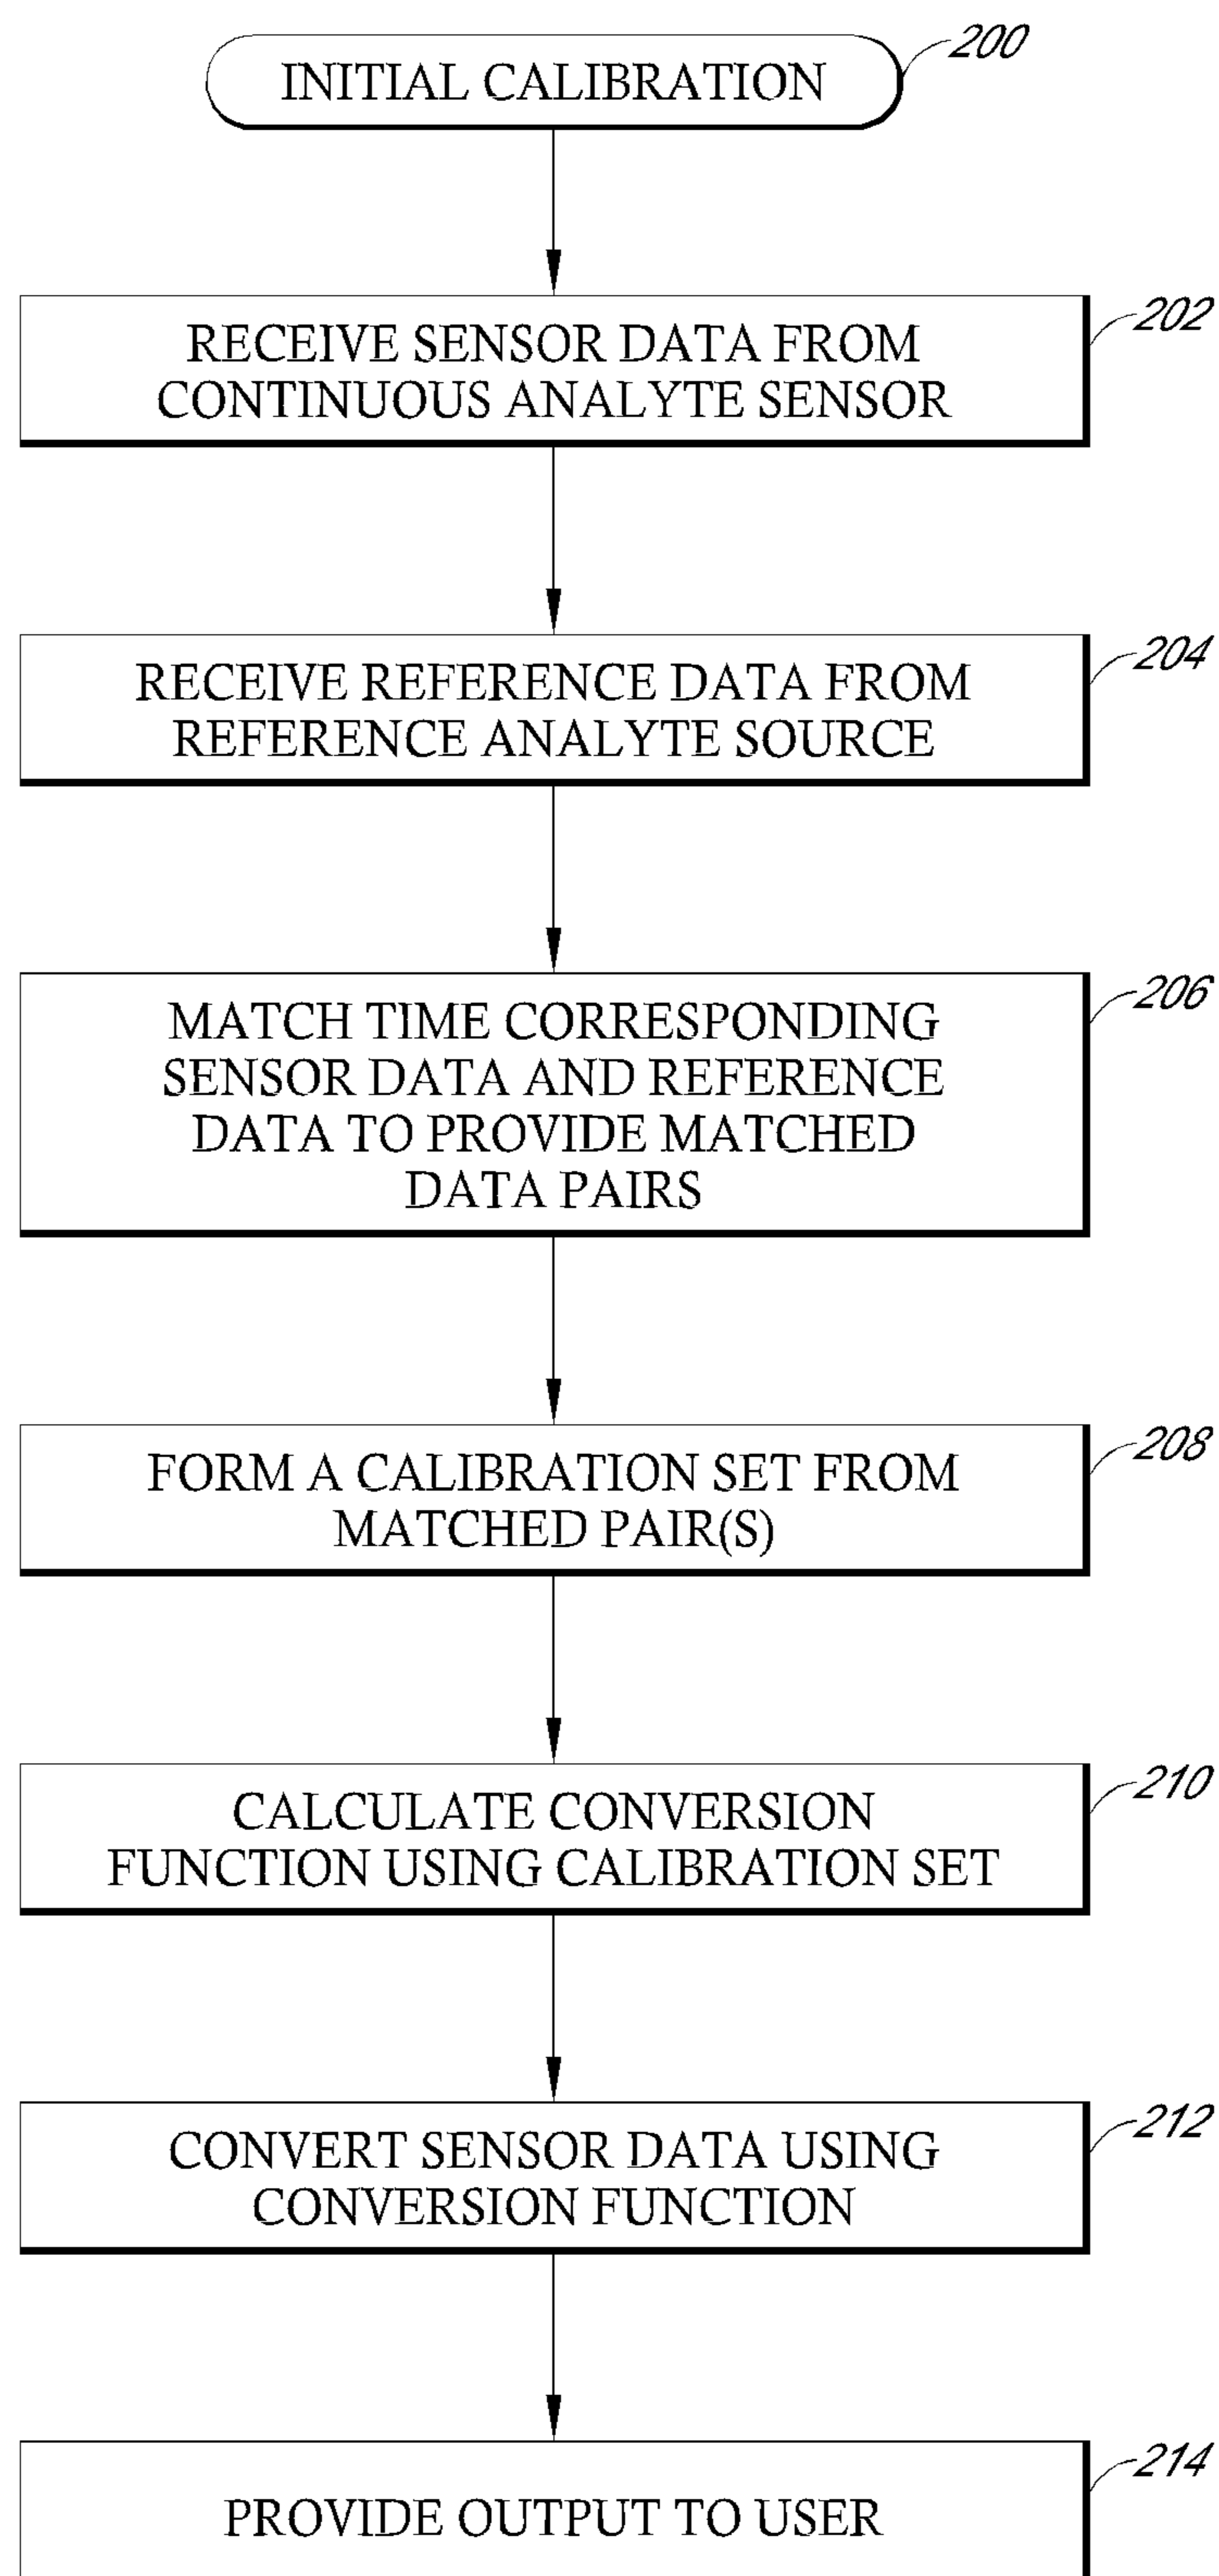 INITIAL CALIBRATION
200
RECEIVE SENSOR DATA FROM
CONTINUOUS ANALYTE SENSOR
202
RECEIVE REFERENCE DATA FROM
REFERENCE ANALYTE SOURCE
204
MATCH TIME CORRESPONDING
SENSOR DATA AND REFERENCE
DATA TO PROVIDE MATCHED
DATA PAIRS
206
FORM A CALIBRATION SET FROM
MATCHED PAIR(S)
208
CALCULATE CONVERSION
FUNCTION USING CALIBRATION SET
210
CONVERT SENSOR DATA USING
CONVERSION FUNCTION
212
PROVIDE OUTPUT TO USER
214